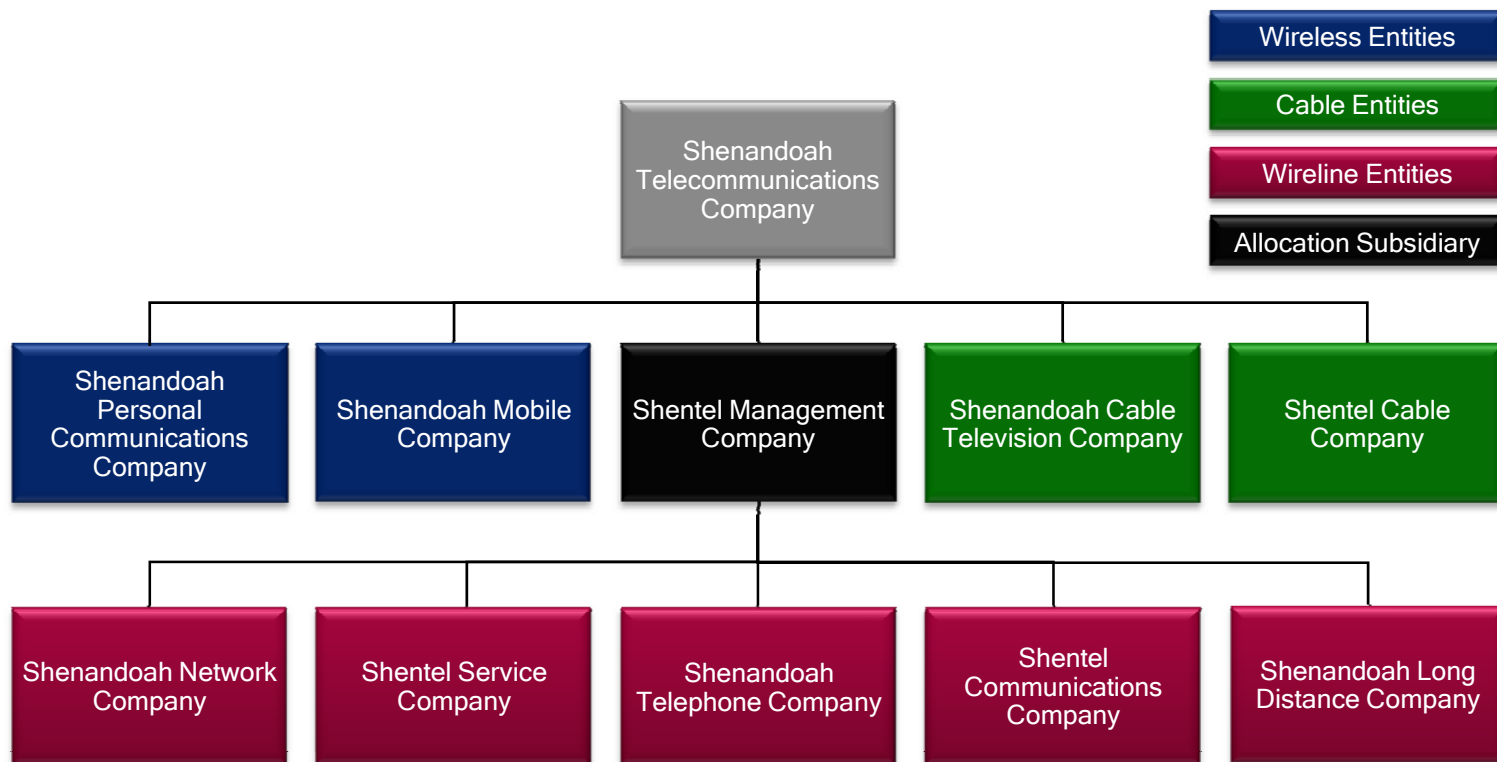 Wireless Entities
Cable Entities
Wireline Entities
Allocation Subsidiary
Shenandoah
Telecommunications
Company
Shenandoah
Personal
Communications
Company
Shenandoah Mobile
Company
Shentel Management
Company
Shenandoah Cable
Television Company
Shentel Cable
Company
Shenandoah Network
Company
Shentel Service
Company
Shenandoah
Telephone Company
Shentel
Communications
Company
Shenandoah Long
Distance Company